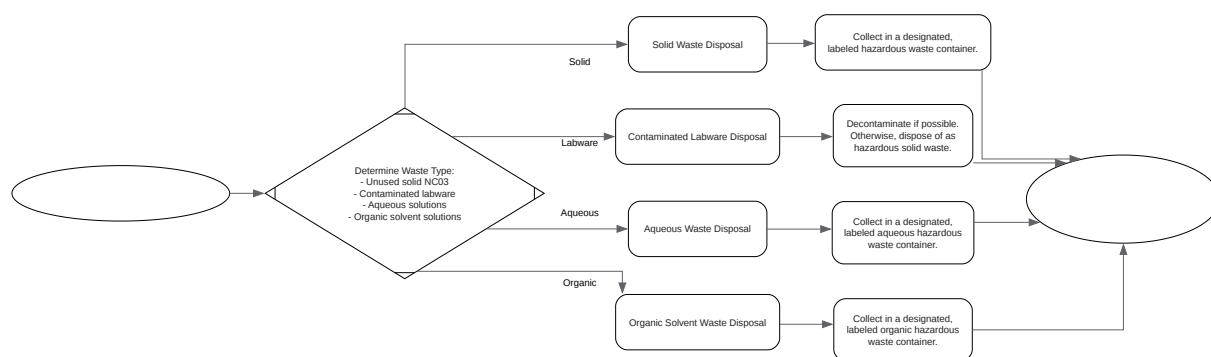 Solid Waste Disposal
Collect in a designated,
labeled hazardous waste container.
Solid
Contaminated Labware Disposal
Decontaminate if possible.
Otherwise, dispose of as
hazardous solid waste.
Labware
Determine Waste Type:
- Unused solid NC03
- Contaminated labware
- Aqueous solutions
- Organic solvent solutions
Aqueous
Aqueous Waste Disposal
Collect in a designated,
labeled aqueous hazardous
waste container.
Organic
Organic Solvent Waste Disposal
Collect in a designated,
labeled organic hazardous
waste container.